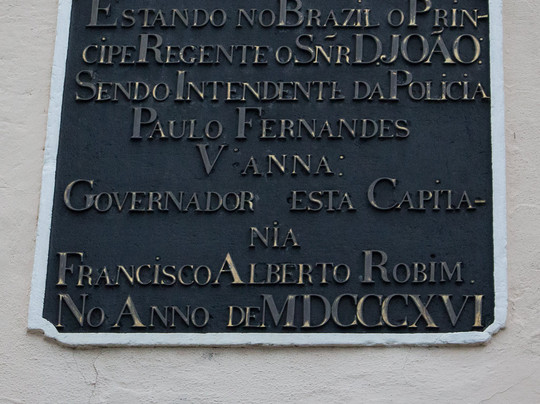 ESTANDO NO BRAZIL O PRIN-
CIPE REGENTE O SÑR D JOÃO.
SENDO INTENDENTE DA POLICIA
PAULO FERNANDES
V ANNA.
GOVERNADOR ESTA CAPITA-
NIA
FRANCISCO ALBERTO ROBIM.
NO ANNO DE MDCCCXVI